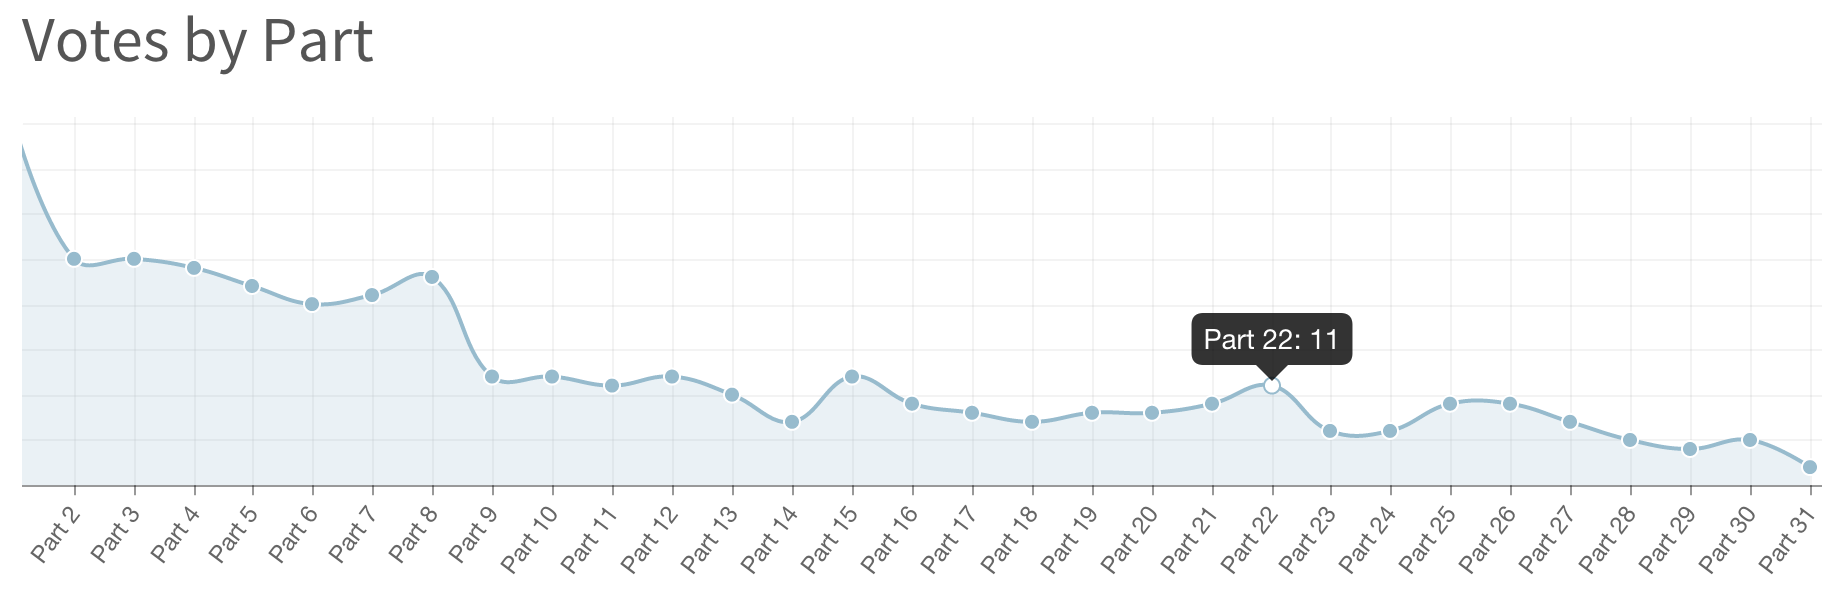 Votes by Part
Part 22: 11
Part 2
Part 3
Part 4
Part 5
Part 6
Part 7
Part 8
Part 9
Part 10
Part 11
Part 12
Part 13
Part 14
Part 15
Part 16
Part 17
Part 18
Part 19
Part 20
Part 21
Part 22
Part 23
Part 24
Part 25
Part 26
Part 27
Part 28
Part 29
Part 30
Part 31